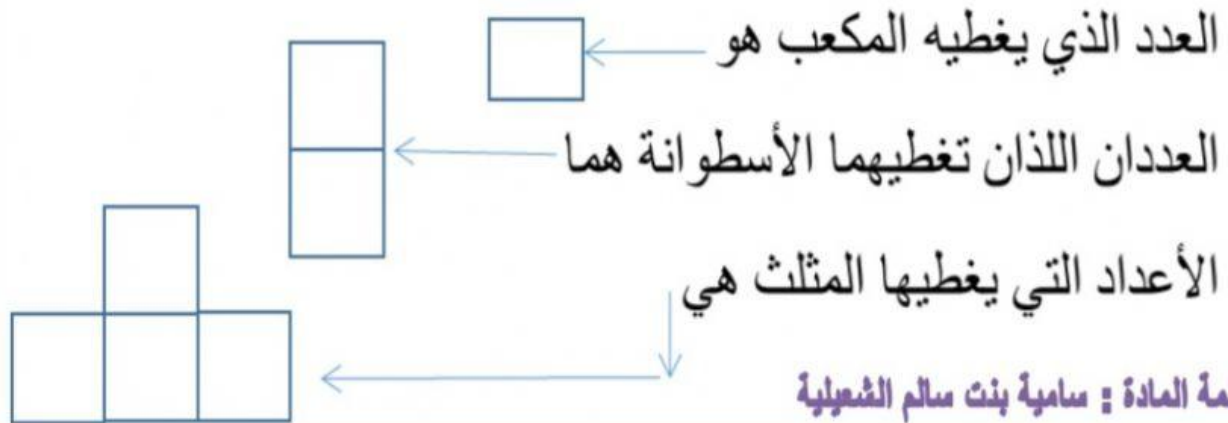 العدد الذي يغطيه المكعب هو
العددان اللذان تغطيهما الأسطوانة هما
الأعداد التي يغطيها المثلث هي
المادة : سامية بنت سالم الشعيلية